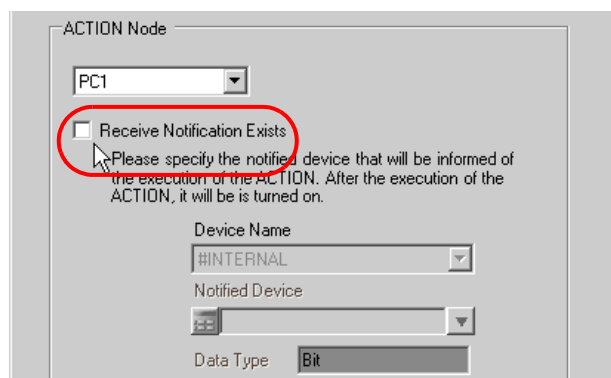 ACTION Node
PC1
Receive Notification Exists
Please specify the notified device that will be informed of
the execution of the ACTION. After the execution of the
ACTION, it will be is turned on.
Device Name
#INTERNAL
Notified Device
Data Type Bit